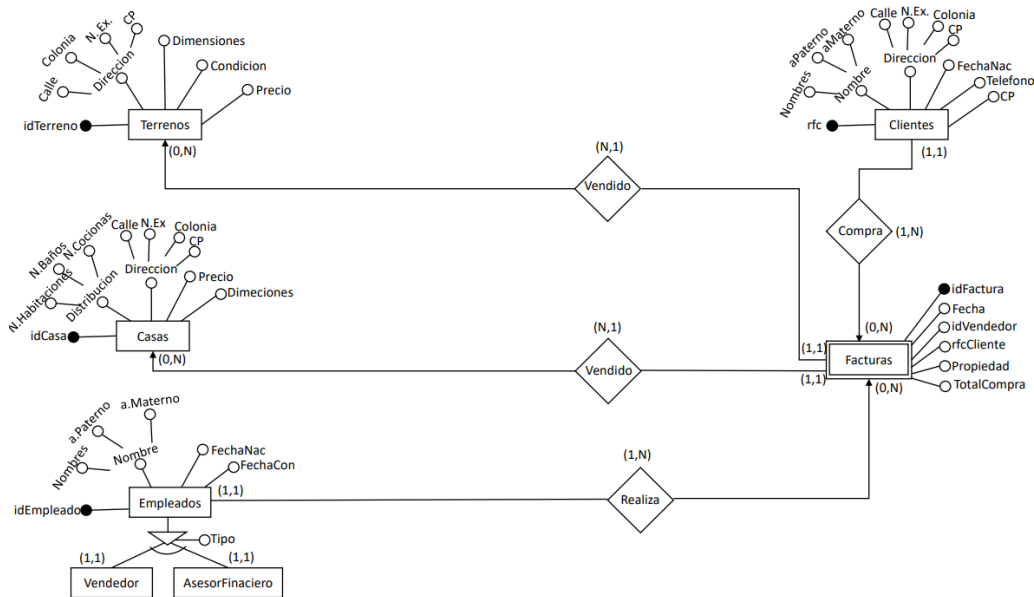 Calle
Colonia
N. Ex.
CP
Direccion
Dimensiones
Condicion
Precio
idTerreno
Terrenos
(0,N)
(N,1)
Vendido
Nombres
aPaterno
aMaterno
Nombre
Calle
N.Ex.
Colonia
CP
Direccion
FechaNac
Telefono
CP
rfc
Clientes
(1,1)
Compra
(1,N)
(0,N)
N.Habitaciones
N.Baños
N.Cocionas
Distribucion
Calle
N.Ex
Colonia
CP
Direccion
Precio
Dimeciones
idCasa
Casas
(0,N)
(N,1)
Vendido
(1,1)
(1,1)
Facturas
(0,N)
idFactura
Fecha
idVendedor
rfcCliente
Propiedad
TotalCompra
Nombres
a.Paterno
a.Materno
Nombre
FechaNac
FechaCon
idEmpleado
Empleados
(1,1)
(1,N)
Realiza
Tipo
(1,1)
(1,1)
Vendedor
AsesorFinaciero